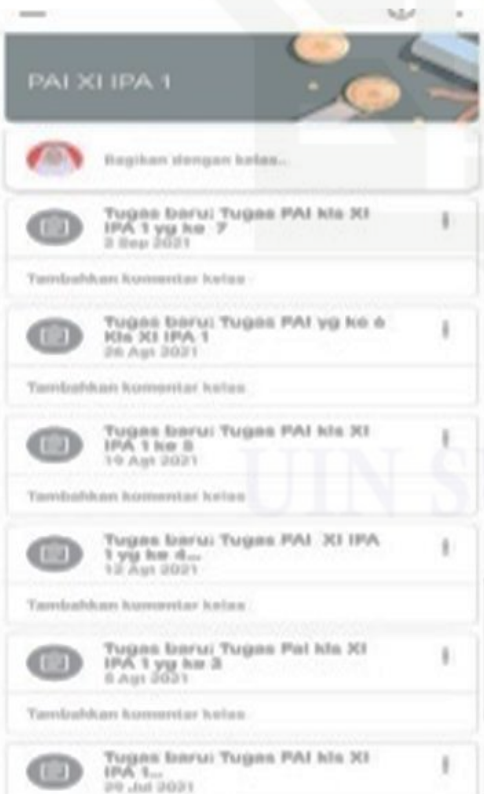 PAI XI IPA 1
Bagikan dengan kelas...
Tugas baru: Tugas PAI kls XI
IPA 1 yg ke 7
2 Sep 2021
Tambahkan komentar kelas
Tugas baru: Tugas PAI yg ke 6
Kls XI IPA 1
26 Agt 2021
Tambahkan komentar kelas
Tugas baru: Tugas PAI kls XI
IPA 1 ke 5
19 Agt 2021
Tambahkan komentar kelas
Tugas baru: Tugas PAI XI IPA
1 yg ke 4...
12 Agt 2021
Tambahkan komentar kelas
Tugas baru: Tugas Pai kls XI
IPA 1 yg ke 3
5 Agt 2021
Tambahkan komentar kelas
Tugas baru: Tugas PAI kls XI
IPA 1...
29 Jul 2021
UIN S